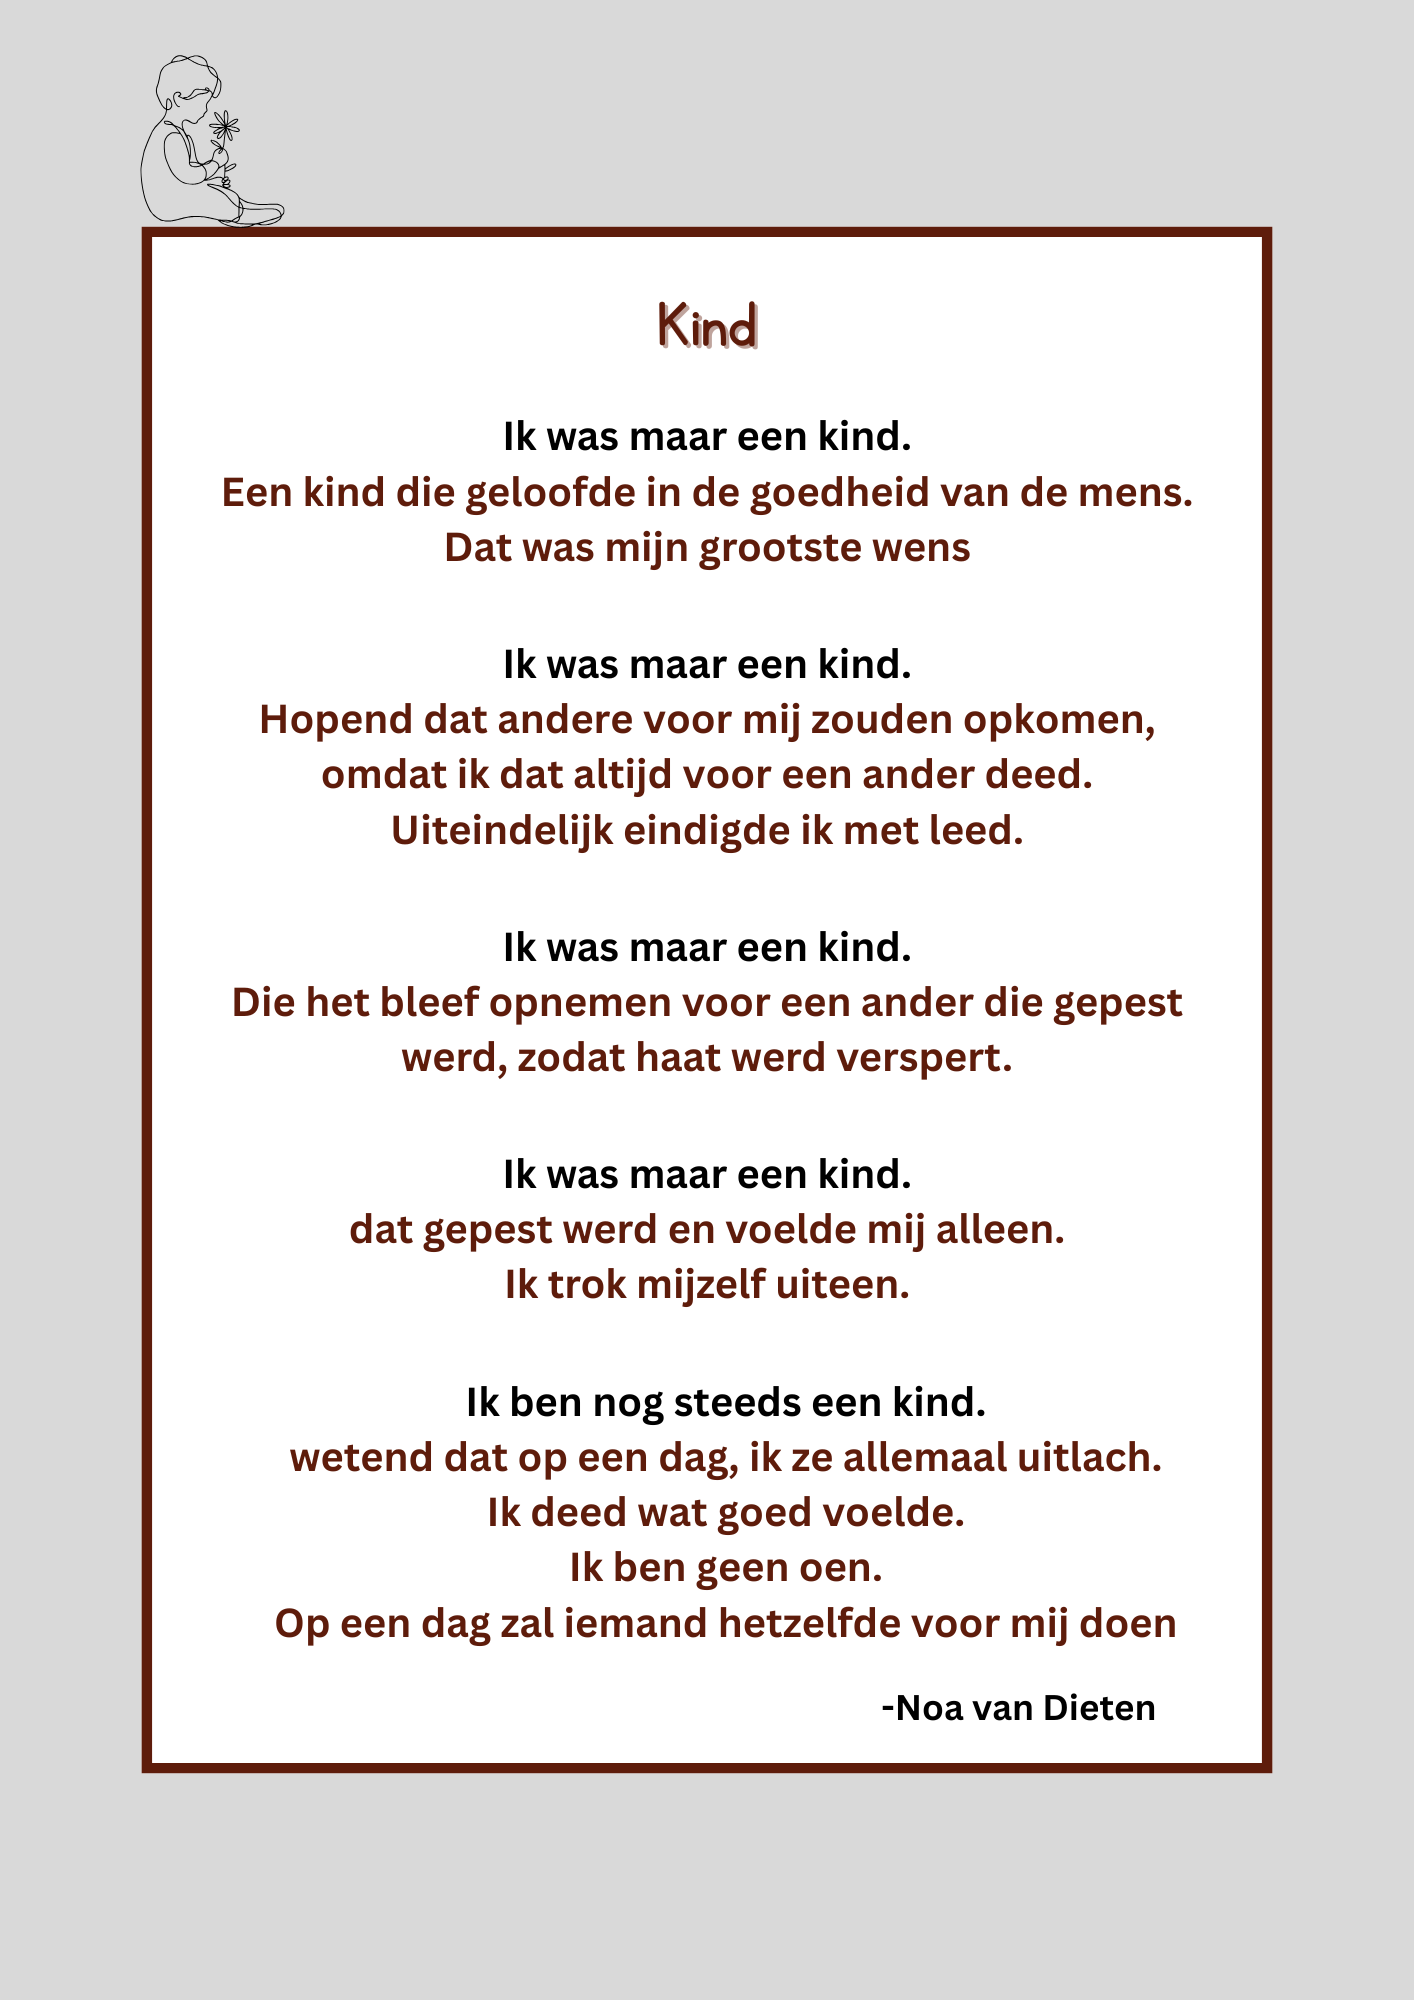 Kind
Ik was maar een kind.
Een kind die geloofde in de goedheid van de mens.
Dat was mijn grootste wens
Ik was maar een kind.
Hopend dat andere voor mij zouden opkomen,
omdat ik dat altijd voor een ander deed.
Uiteindelijk eindigde ik met leed.
Ik was maar een kind.
Die het bleef opnemen voor een ander die gepest
werd, zodat haat werd verspert.
Ik was maar een kind.
dat gepest werd en voelde mij alleen.
Ik trok mijzelf uiteen.
Ik ben nog steeds een kind.
wetend dat op een dag, ik ze allemaal uitlach.
Ik deed wat goed voelde.
Ik ben geen oen.
Op een dag zal iemand hetzelfde voor mij doen
-Noa van Dieten